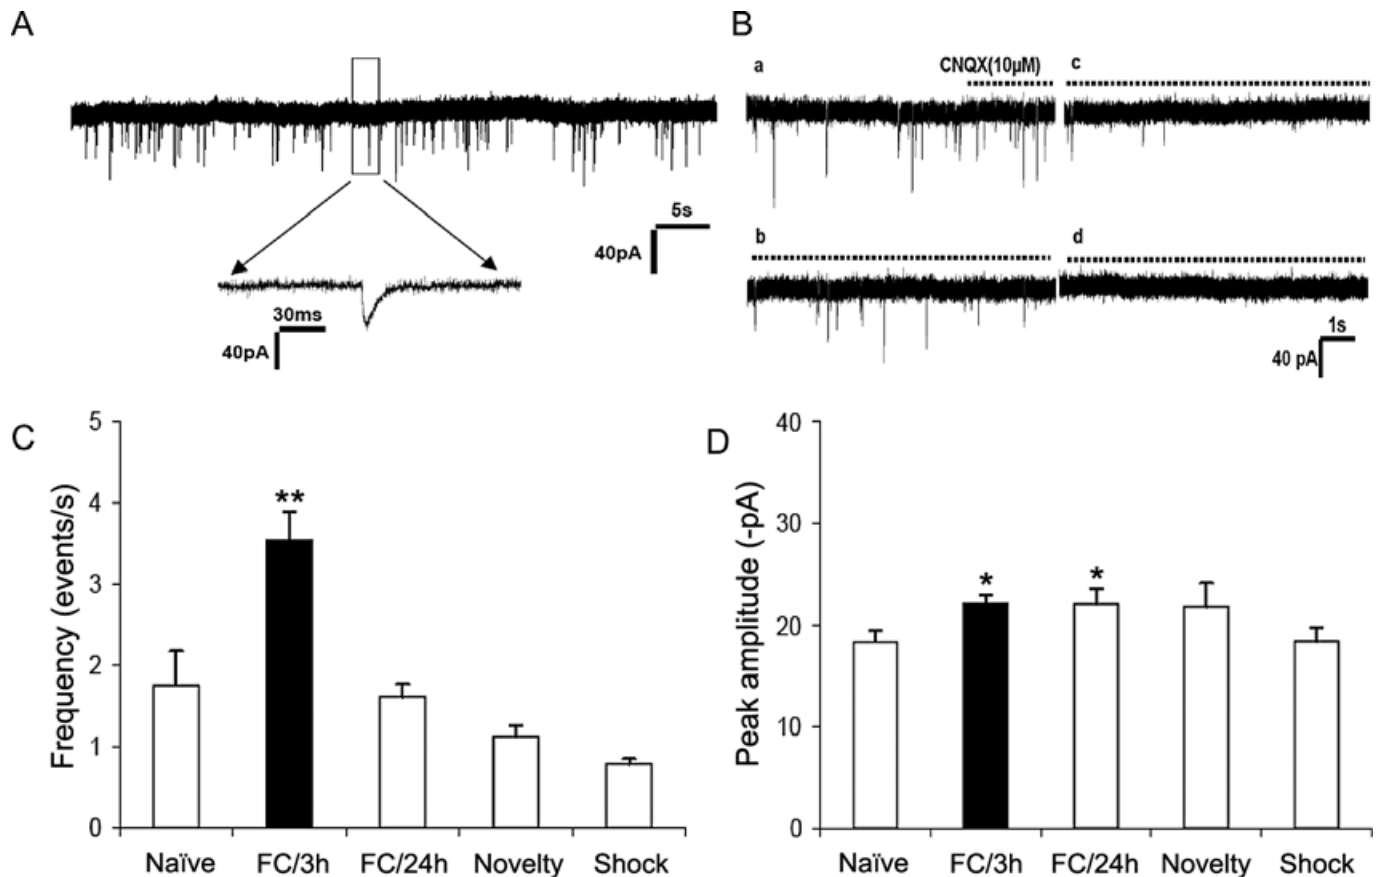 A
5s
40pA
30ms
40pA
B
a
CNQX(10µM)
c
b
d
1s
40 pA
C
Frequency (events/s)
5
4
3
2
1
0
**
Naïve
FC/3h
FC/24h
Novelty
Shock
D
Peak amplitude (-pA)
40
30
20
10
0
*
*
Naïve
FC/3h
FC/24h
Novelty
Shock